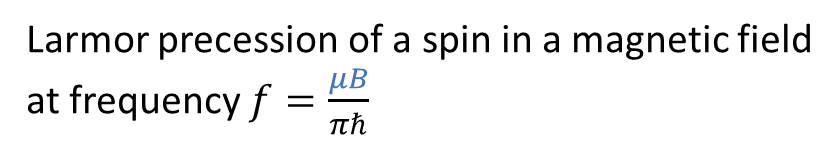 Larmor precession of a spin in a magnetic field
at frequency f = μB/πℏ